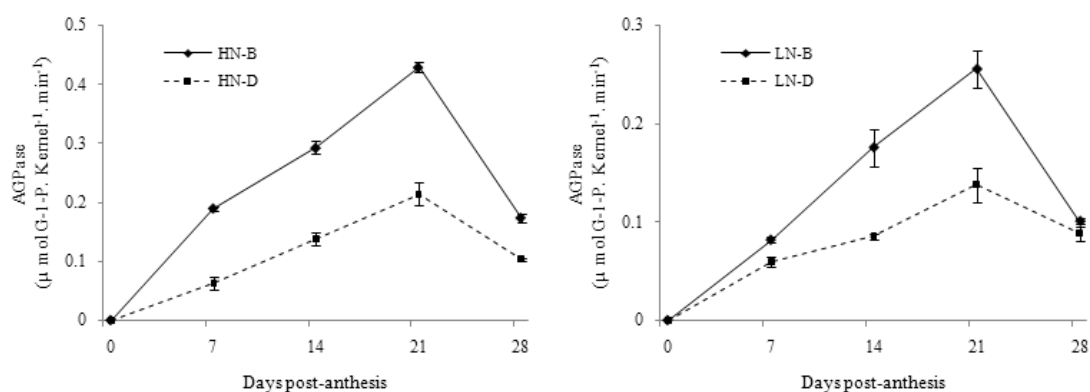 AGPase
(μ mol G-1-P. Kernel⁻¹. min⁻¹)
0.5
0.4
0.3
0.2
0.1
0
HN-B
HN-D
0 7 14 21 28
Days post-anthesis
AGPase
(μ mol G-1-P. Kernel⁻¹. min⁻¹)
0.3
0.2
0.1
0
LN-B
LN-D
0 7 14 21 28
Days post-anthesis